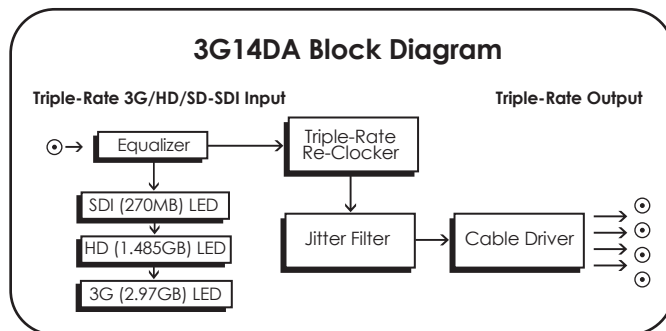 3G14DA Block Diagram
Triple-Rate 3G/HD/SD-SDI Input
Triple-Rate Output
Equalizer
Triple-Rate
Re-Clocker
SDI (270MB) LED
HD (1.485GB) LED
3G (2.97GB) LED
Jitter Filter
Cable Driver